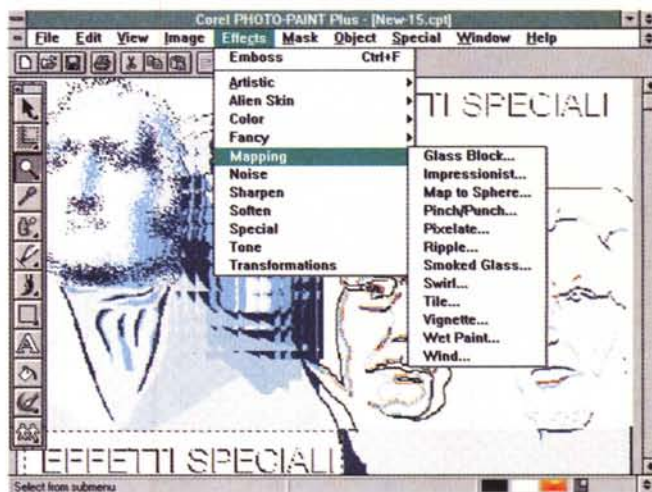 Corel PHOTO-PAINT Plus - [New-15.cpt]
File Edit View Image Effects Mask Object Special Window Help
Emboss Ctrl+F
Artistic
Alien Skin
Color
Fancy
Mapping
Noise
Sharpen
Soften
Special
Tone
Transformations
Glass Block...
Impressionist...
Map to Sphere...
Pinch/Punch...
Pixelate...
Ripple...
Smoked Glass...
Swirl...
Tile...
Vignette...
Wet Paint...
Wind...
TI SPECIALI
EFFETTI SPECIALI
Select from submenu